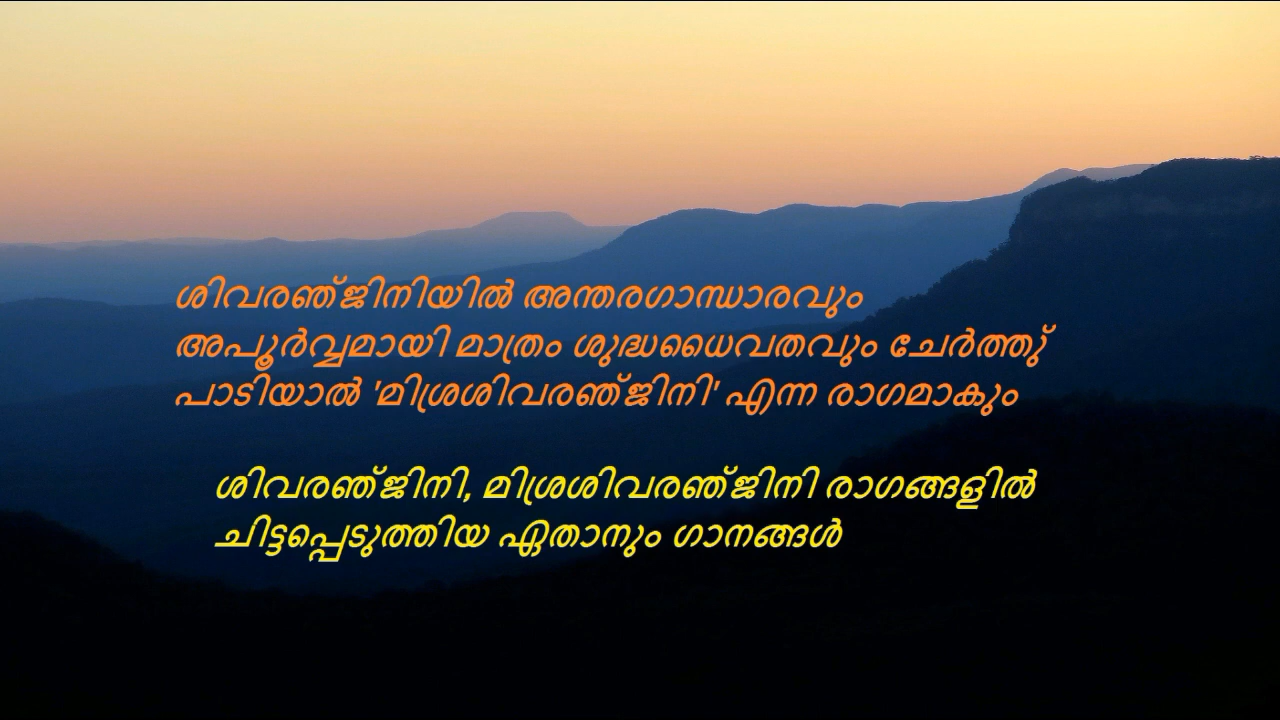 ശിവരഞ്ജിനിയിൽ അന്തരഗാന്ധാരവും
അപൂർവ്വമായി മാത്രം ശുദ്ധധൈവതവും ചേർത്തു്
പാടിയാൽ 'മിശ്രശിവരഞ്ജിനി' എന്ന രാഗമാകും
ശിവരഞ്ജിനി, മിശ്രശിവരഞ്ജിനി രാഗങ്ങളിൽ
ചിട്ടപ്പെടുത്തിയ ഏതാനും ഗാനങ്ങൾ